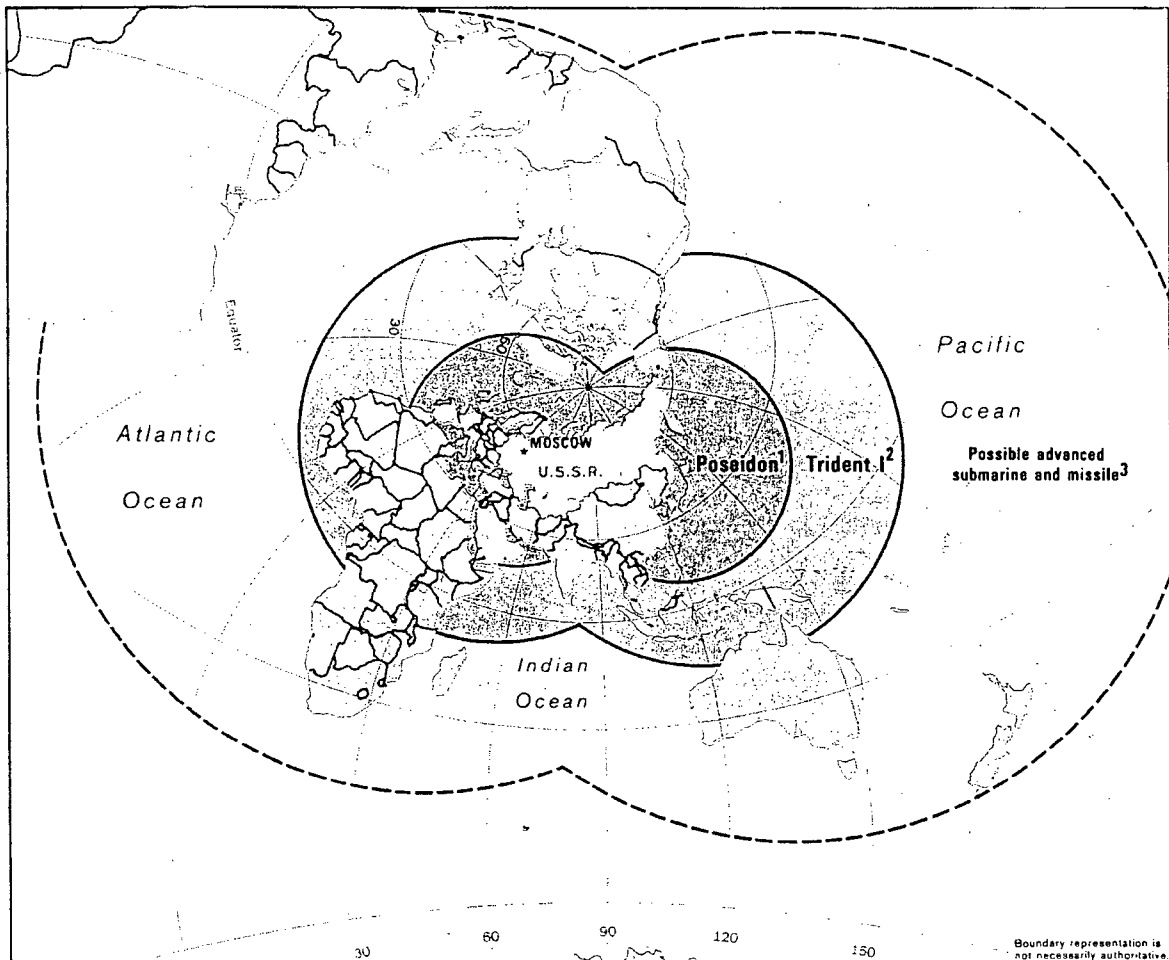 Equator
30
60
Pacific
Ocean
Atlantic
Ocean
MOSCOW
U.S.S.R.
Poseidon¹
Trident I²
Possible advanced
submarine and missile³
Indian
Ocean
30
60
90
120
150
Boundary representation is
not necessarily authoritative.